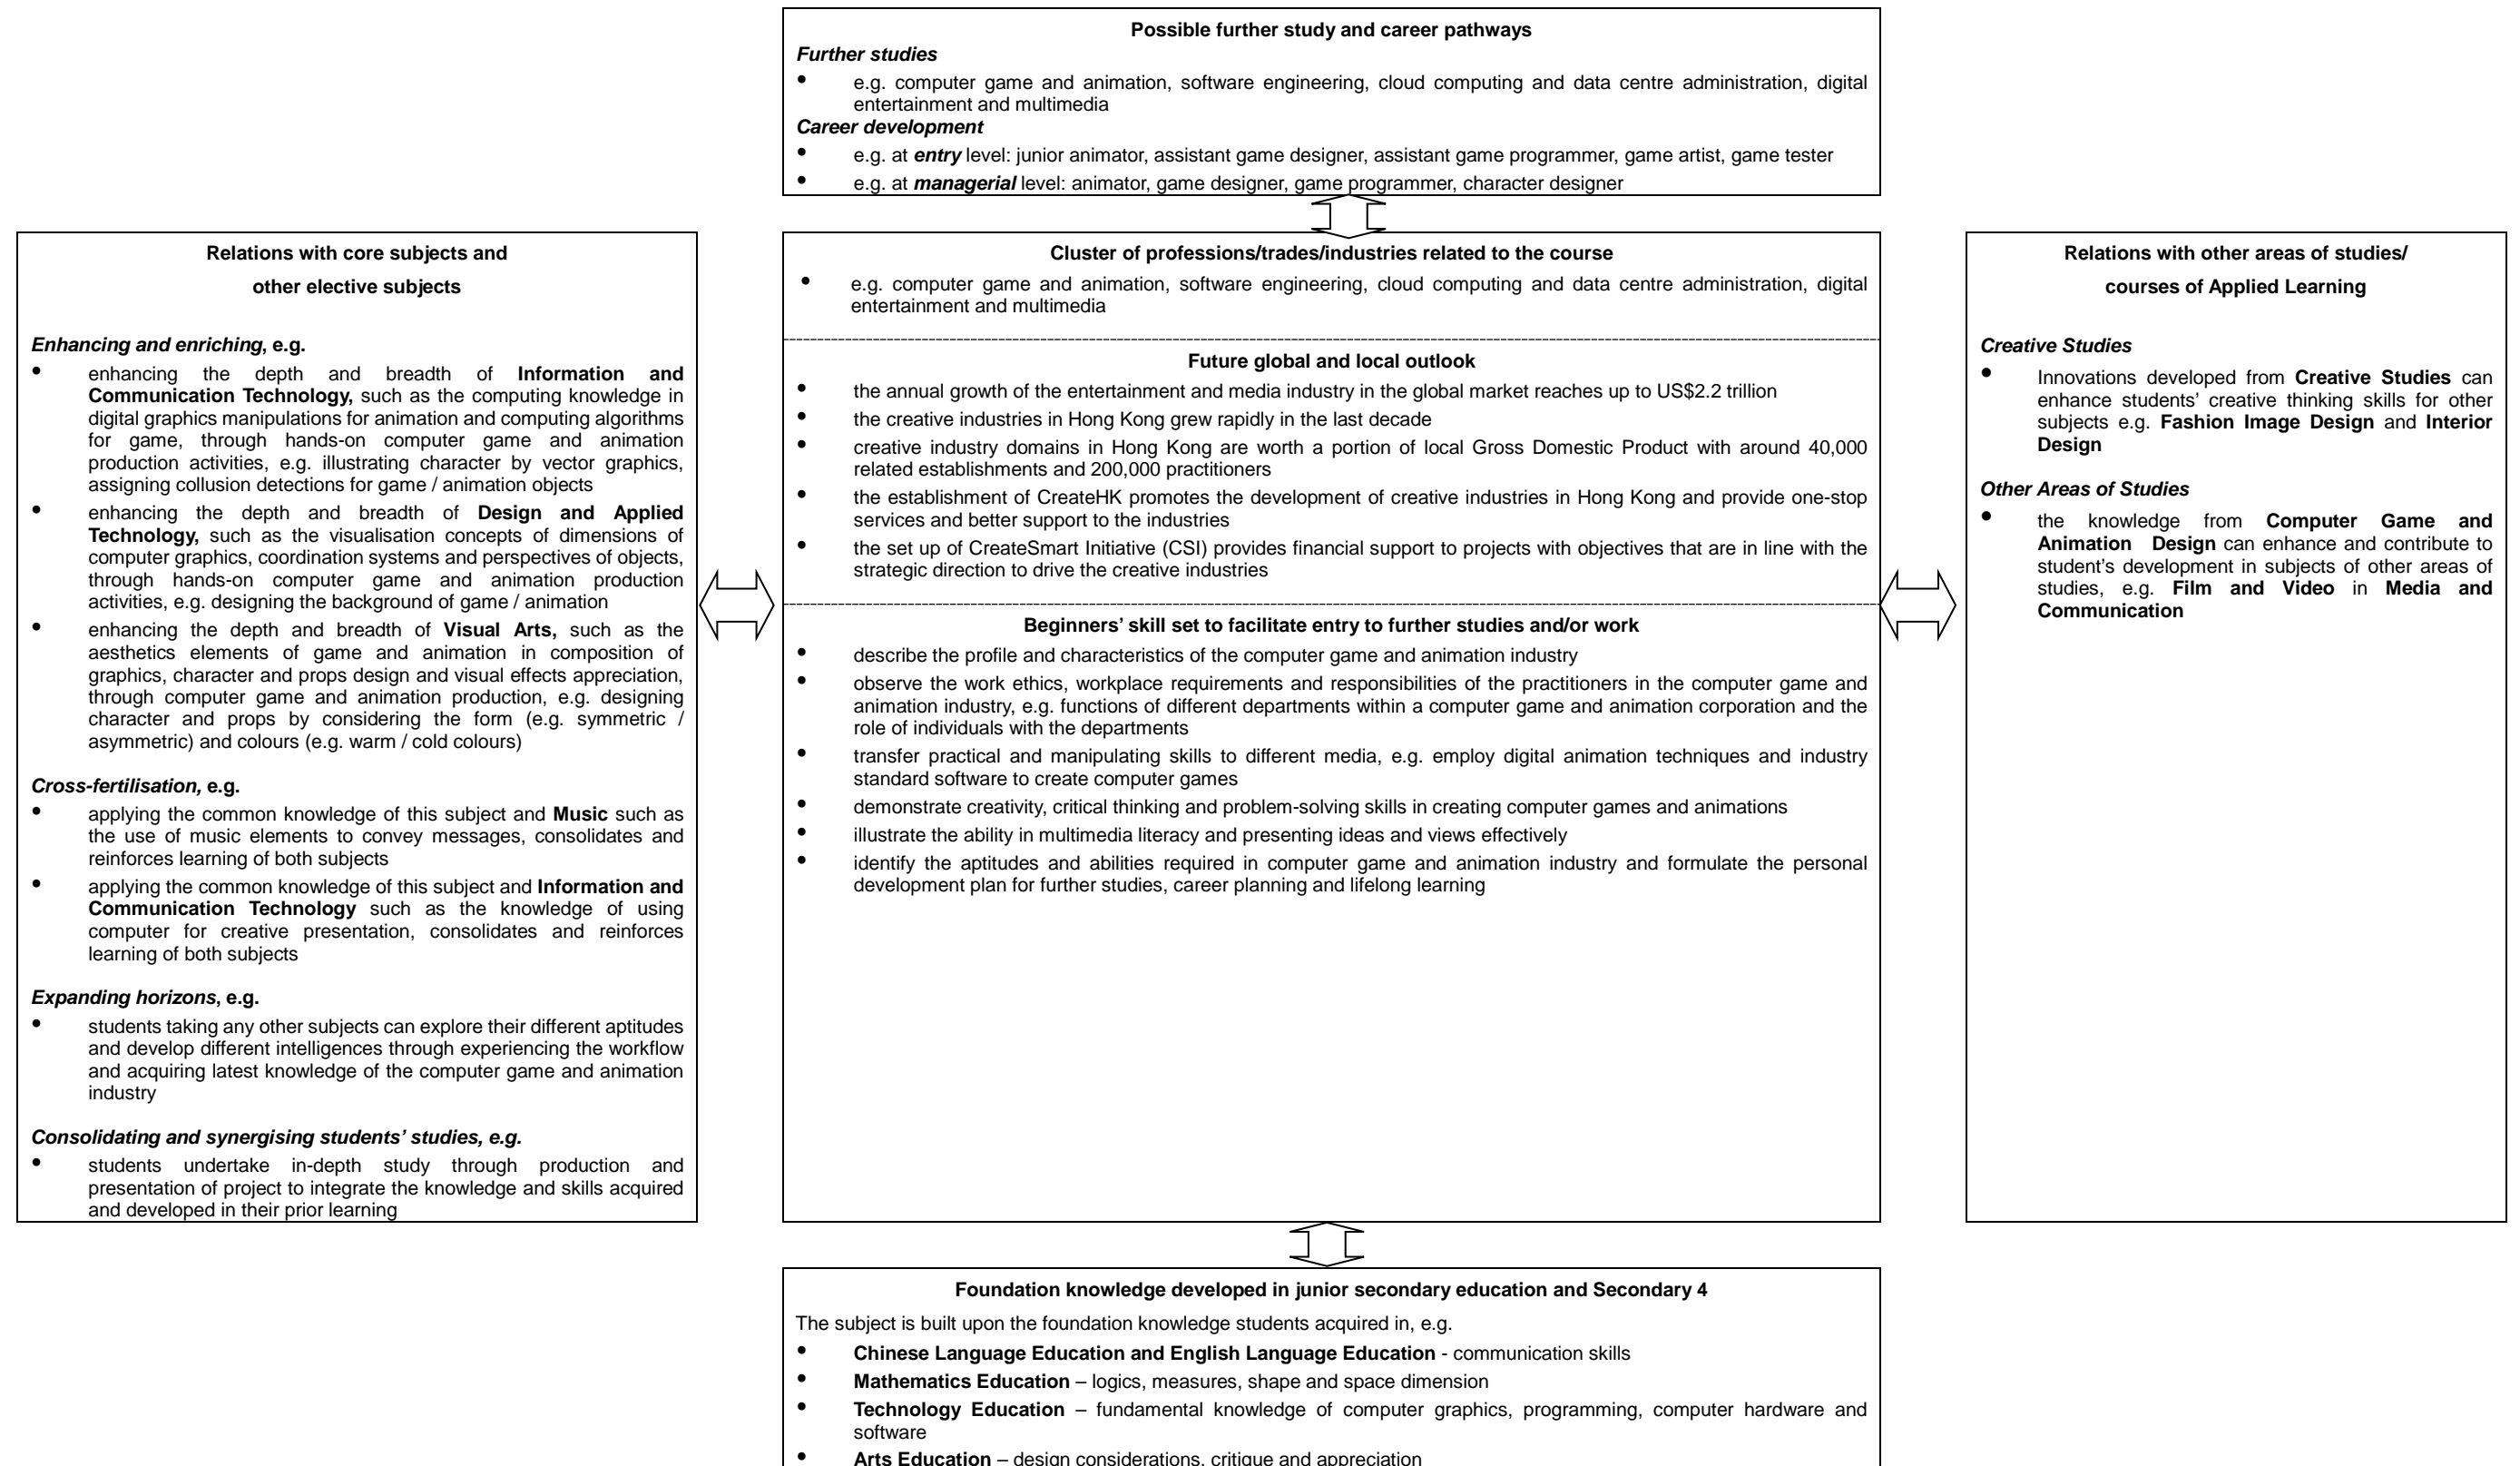 Possible further study and career pathways
Further studies
• e.g. computer game and animation, software engineering, cloud computing and data centre administration, digital
entertainment and multimedia
Career development
• e.g. at entry level: junior animator, assistant game designer, assistant game programmer, game artist, game tester
• e.g. at managerial level: animator, game designer, game programmer, character designer
Relations with core subjects and
other elective subjects
Enhancing and enriching, e.g.
• enhancing the depth and breadth of Information and
Communication Technology, such as the computing knowledge in
digital graphics manipulations for animation and computing algorithms
for game, through hands-on computer game and animation
production activities, e.g. illustrating character by vector graphics,
assigning collusion detections for game / animation objects
• enhancing the depth and breadth of Design and Applied
Technology, such as the visualisation concepts of dimensions of
computer graphics, coordination systems and perspectives of objects,
through hands-on computer game and animation production
activities, e.g. designing the background of game / animation
• enhancing the depth and breadth of Visual Arts, such as the
aesthetics elements of game and animation in composition of
graphics, character and props design and visual effects appreciation,
through computer game and animation production, e.g. designing
character and props by considering the form (e.g. symmetric /
asymmetric) and colours (e.g. warm / cold colours)
Cross-fertilisation, e.g.
• applying the common knowledge of this subject and Music such as
the use of music elements to convey messages, consolidates and
reinforces learning of both subjects
• applying the common knowledge of this subject and Information and
Communication Technology such as the knowledge of using
computer for creative presentation, consolidates and reinforces
learning of both subjects
Expanding horizons, e.g.
• students taking any other subjects can explore their different aptitudes
and develop different intelligences through experiencing the workflow
and acquiring latest knowledge of the computer game and animation
industry
Consolidating and synergising students’ studies, e.g.
• students undertake in-depth study through production and
presentation of project to integrate the knowledge and skills acquired
and developed in their prior learning
Cluster of professions/trades/industries related to the course
• e.g. computer game and animation, software engineering, cloud computing and data centre administration, digital
entertainment and multimedia
Future global and local outlook
• the annual growth of the entertainment and media industry in the global market reaches up to US$2.2 trillion
• the creative industries in Hong Kong grew rapidly in the last decade
• creative industry domains in Hong Kong are worth a portion of local Gross Domestic Product with around 40,000
related establishments and 200,000 practitioners
• the establishment of CreateHK promotes the development of creative industries in Hong Kong and provide one-stop
services and better support to the industries
• the set up of CreateSmart Initiative (CSI) provides financial support to projects with objectives that are in line with the
strategic direction to drive the creative industries
Beginners’ skill set to facilitate entry to further studies and/or work
• describe the profile and characteristics of the computer game and animation industry
• observe the work ethics, workplace requirements and responsibilities of the practitioners in the computer game and
animation industry, e.g. functions of different departments within a computer game and animation corporation and the
role of individuals with the departments
• transfer practical and manipulating skills to different media, e.g. employ digital animation techniques and industry
standard software to create computer games
• demonstrate creativity, critical thinking and problem-solving skills in creating computer games and animations
• illustrate the ability in multimedia literacy and presenting ideas and views effectively
• identify the aptitudes and abilities required in computer game and animation industry and formulate the personal
development plan for further studies, career planning and lifelong learning
Relations with other areas of studies/
courses of Applied Learning
Creative Studies
• Innovations developed from Creative Studies can
enhance students’ creative thinking skills for other
subjects e.g. Fashion Image Design and Interior
Design
Other Areas of Studies
• the knowledge from Computer Game and
Animation Design can enhance and contribute to
student’s development in subjects of other areas of
studies, e.g. Film and Video in Media and
Communication
Foundation knowledge developed in junior secondary education and Secondary 4
The subject is built upon the foundation knowledge students acquired in, e.g.
• Chinese Language Education and English Language Education - communication skills
• Mathematics Education – logics, measures, shape and space dimension
• Technology Education – fundamental knowledge of computer graphics, programming, computer hardware and
software
• Arts Education – design considerations, critique and appreciation